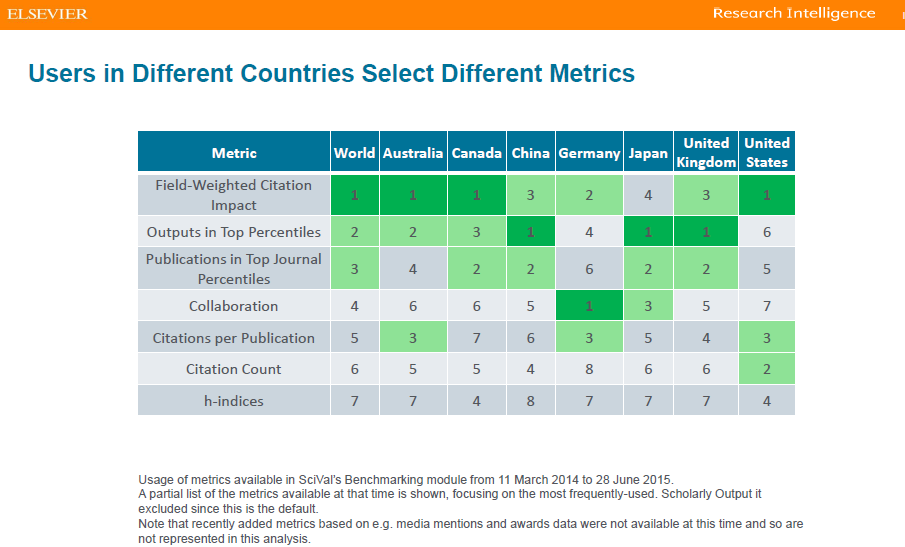 ELSEVIER
Research Intelligence
Users in Different Countries Select Different Metrics
Metric World Australia Canada China Germany Japan United Kingdom United States
Field-Weighted Citation Impact 1 1 1 3 2 4 3 1
Outputs in Top Percentiles 2 2 3 1 4 1 1 6
Publications in Top Journal Percentiles 3 4 2 2 6 2 2 5
Collaboration 4 6 6 5 1 3 5 7
Citations per Publication 5 3 7 6 3 5 4 3
Citation Count 6 5 5 4 8 6 6 2
h-indices 7 7 4 8 7 7 7 4
Usage of metrics available in SciVal's Benchmarking module from 11 March 2014 to 28 June 2015.
A partial list of the metrics available at that time is shown, focusing on the most frequently-used. Scholarly Output it
excluded since this is the default.
Note that recently added metrics based on e.g. media mentions and awards data were not available at this time and so are
not represented in this analysis.